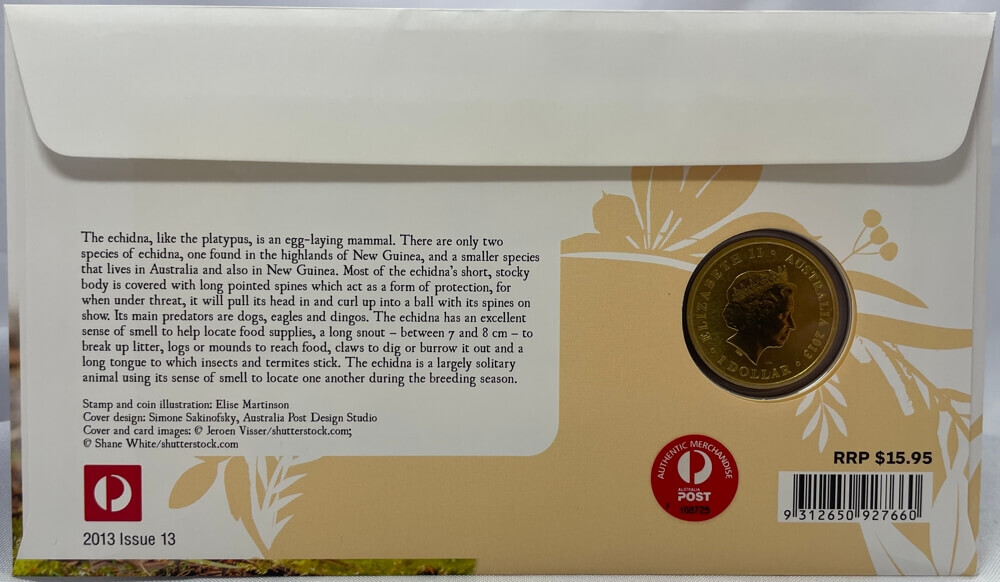 The echidna, like the platypus, is an egg-laying mammal. There are only two
species of echidna, one found in the highlands of New Guinea, and a smaller species
that lives in Australia and also in New Guinea. Most of the echidna's short, stocky
body is covered with long pointed spines which act as a form of protection, for
when under threat, it will pull its head in and curl up into a ball with its spines on
show. Its main predators are dogs, eagles and dingos. The echidna has an excellent
sense of smell to help locate food supplies, a long snout – between 7 and 8 cm – to
break up litter, logs or mounds to reach food, claws to dig or burrow it out and a
long tongue to which insects and termites stick. The echidna is a largely solitary
animal using its sense of smell to locate one another during the breeding season.
Stamp and coin illustration: Elise Martinson
Cover design: Simone Sakinofsky, Australia Post Design Studio
Cover and card images: © Jeroen Visser/shutterstock.com;
© Shane White/shutterstock.com
2013 Issue 13
ELIZABETH II
AUSTRALIA 2013
1 DOLLAR
AUTHENTIC MERCHANDISE
AUSTRALIA
POST
RRP $15.95
9 312650 927660